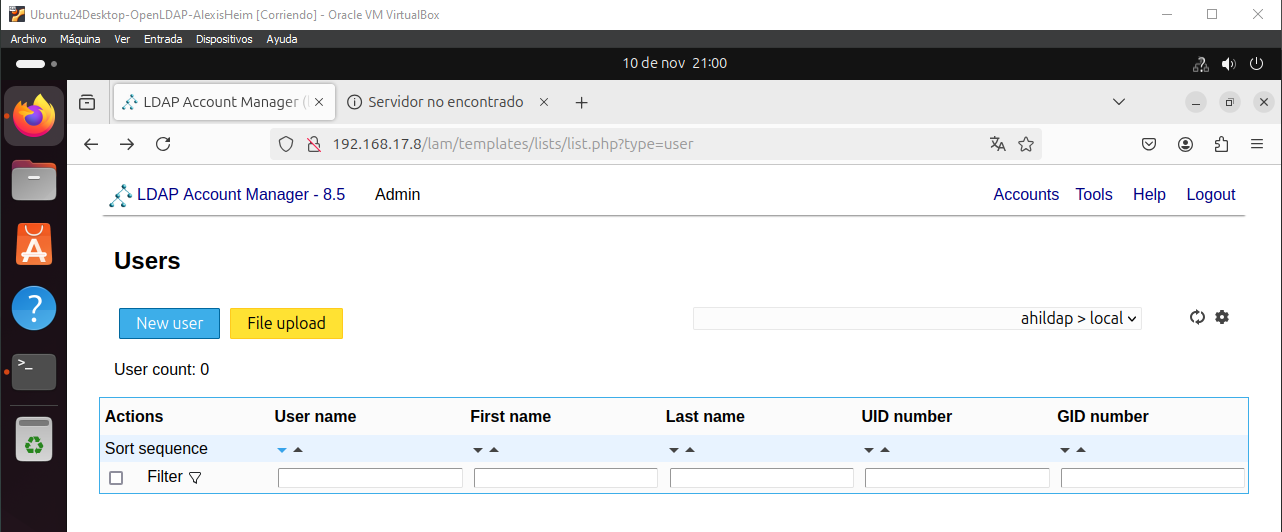 Ubuntu24Desktop-OpenLDAP-AlexisHeim [Corriendo] - Oracle VM VirtualBox
Archivo Máquina Ver Entrada Dispositivos Ayuda
10 de nov 21:00
LDAP Account Manager (
Servidor no encontrado
192.168.17.8/lam/templates/lists/list.php?type=user
LDAP Account Manager - 8.5 Admin Accounts Tools Help Logout
Users
New user File upload ahildap > local
User count: 0
Actions User name First name Last name UID number GID number
Sort sequence
Filter